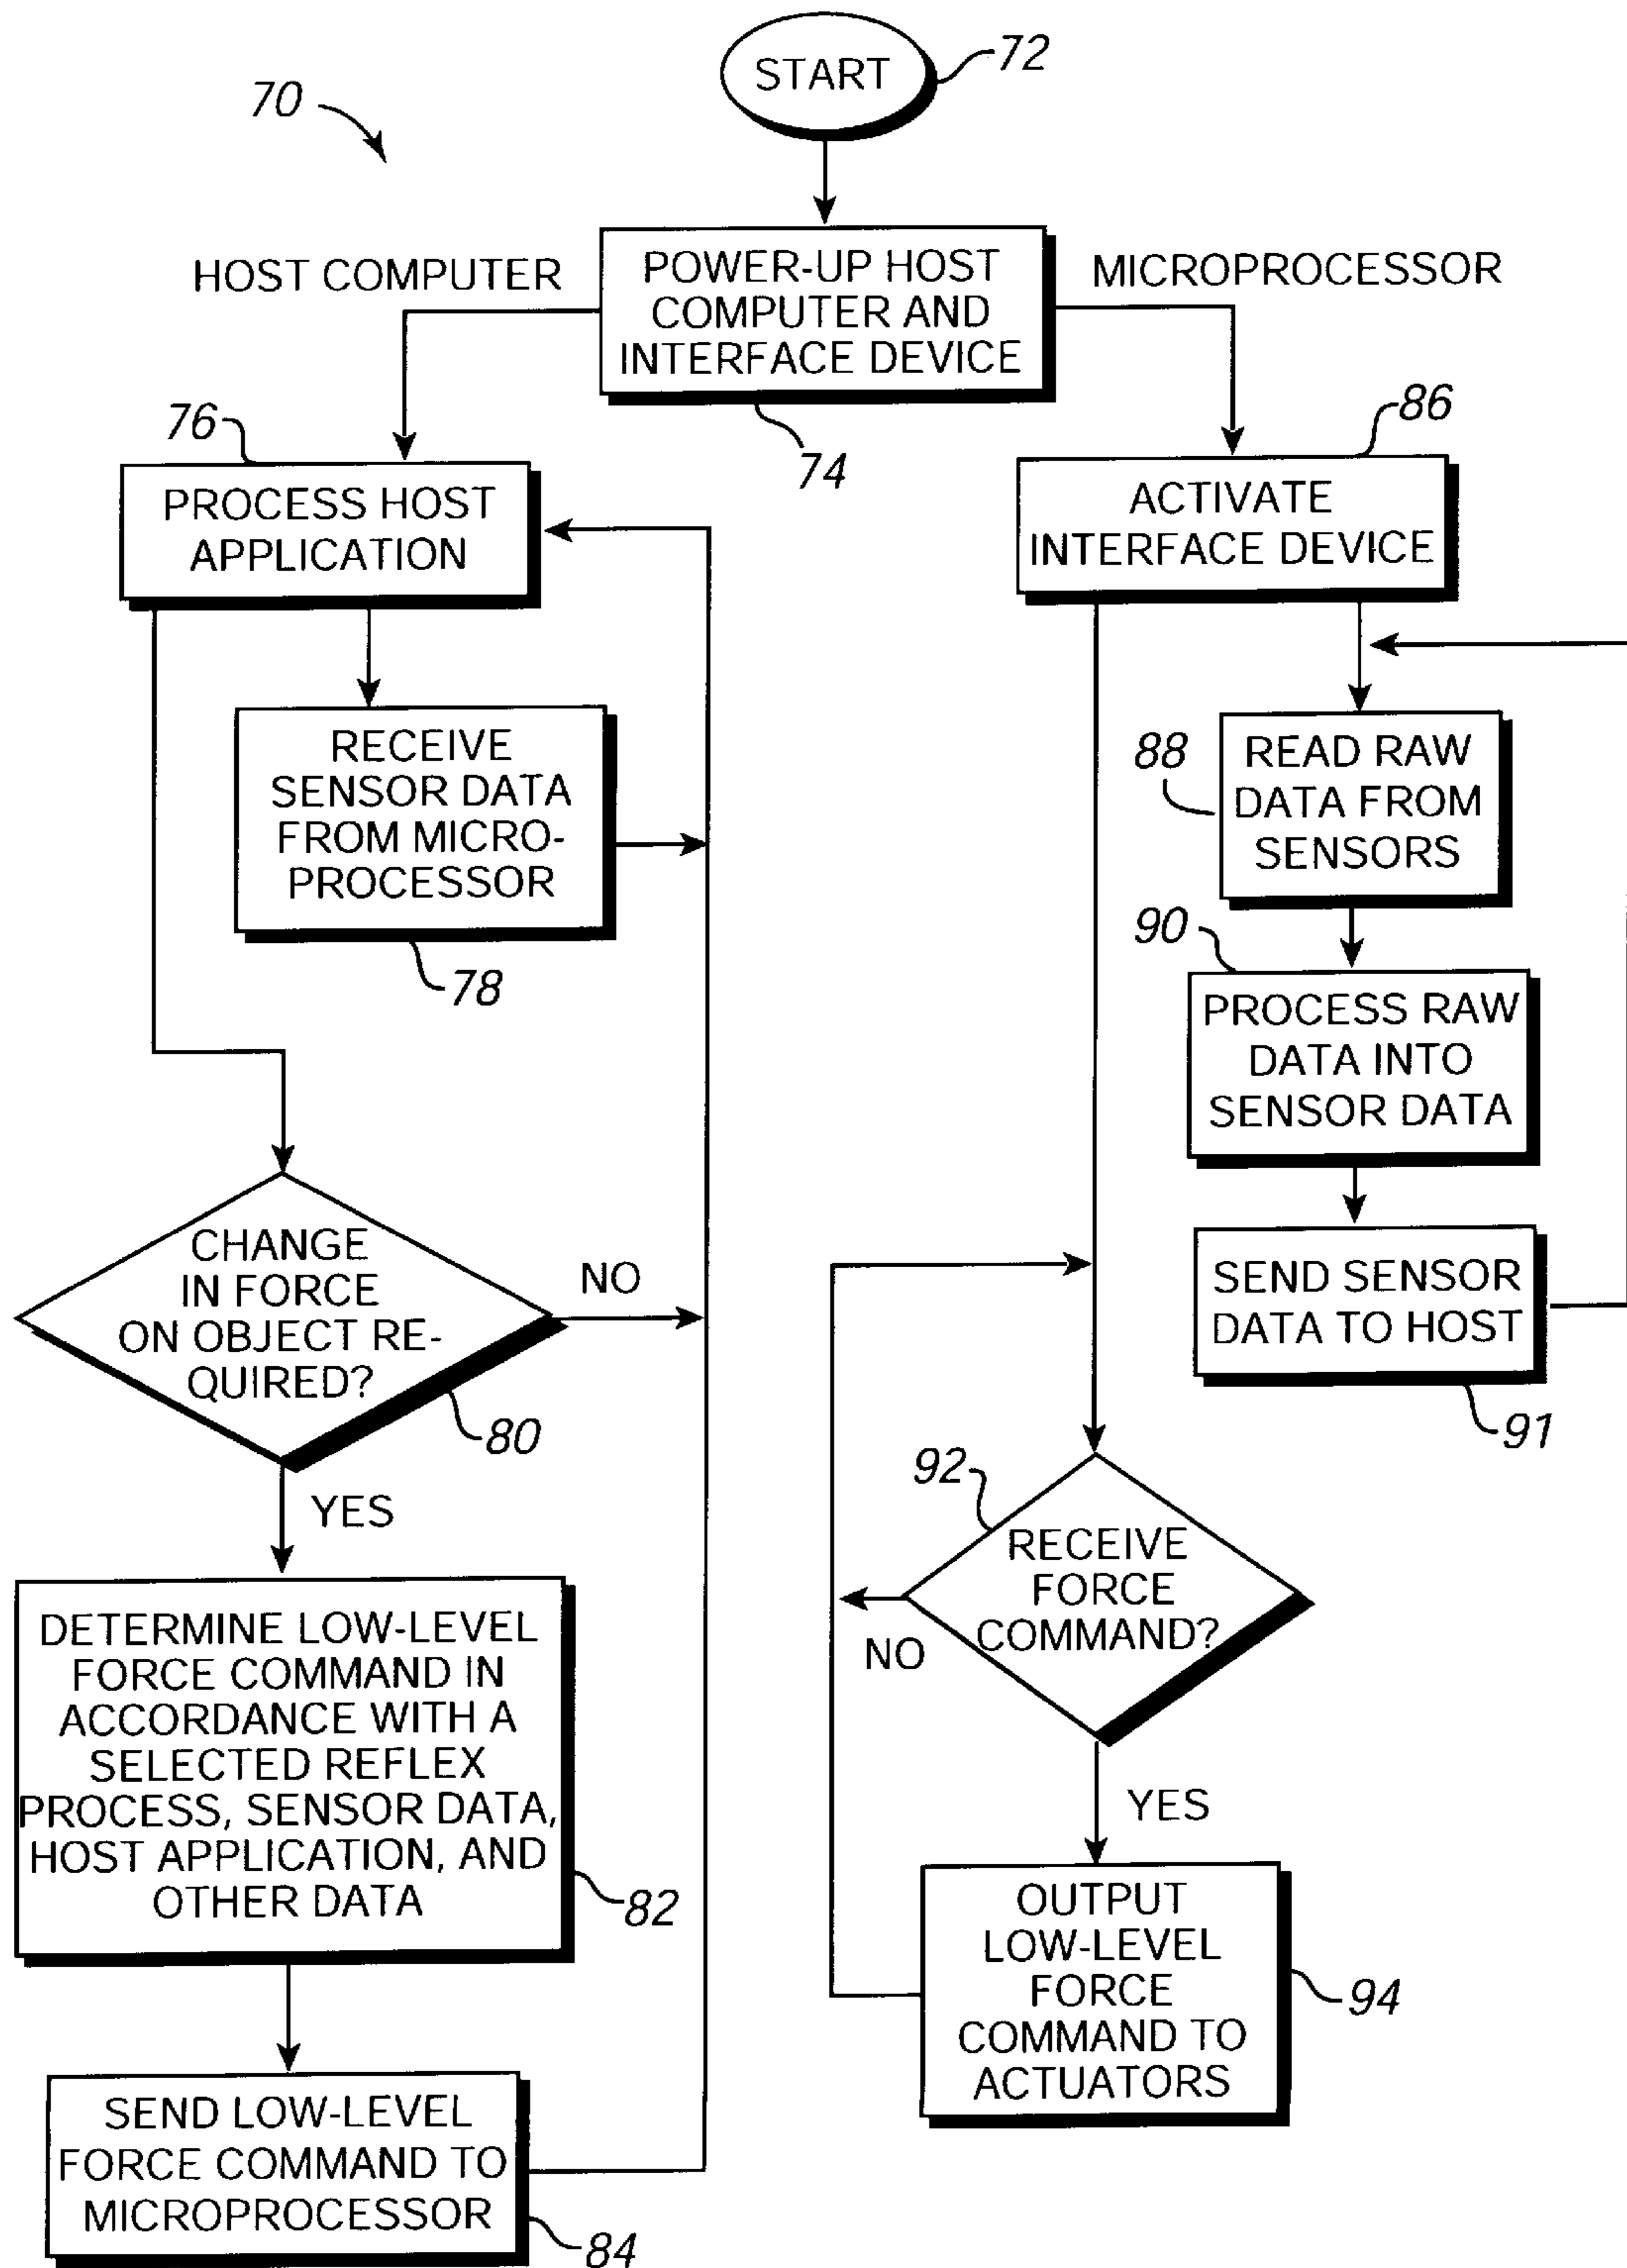 START
72
70
HOST COMPUTER
POWER-UP HOST
COMPUTER AND
INTERFACE DEVICE
74
MICROPROCESSOR
76
PROCESS HOST
APPLICATION
RECEIVE
SENSOR DATA
FROM MICRO-
PROCESSOR
78
CHANGE
IN FORCE
ON OBJECT RE-
QUIRED?
80
NO
YES
DETERMINE LOW-LEVEL
FORCE COMMAND IN
ACCORDANCE WITH A
SELECTED REFLEX
PROCESS, SENSOR DATA,
HOST APPLICATION, AND
OTHER DATA
82
SEND LOW-LEVEL
FORCE COMMAND TO
MICROPROCESSOR
84
86
ACTIVATE
INTERFACE DEVICE
88
READ RAW
DATA FROM
SENSORS
90
PROCESS RAW
DATA INTO
SENSOR DATA
SEND SENSOR
DATA TO HOST
91
92
RECEIVE
FORCE
COMMAND?
NO
YES
OUTPUT
LOW-LEVEL
FORCE
COMMAND TO
ACTUATORS
94